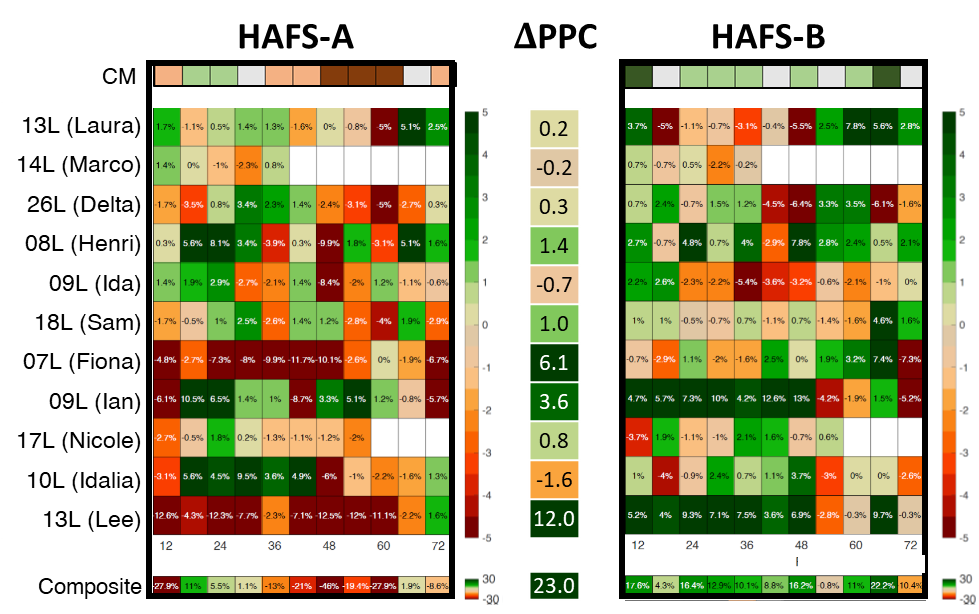 HAFS-A ΔPPC HAFS-B
CM
13L (Laura) 1.7% -1.1% 0.5% 1.4% 1.3% -1.6% 0% -0.8% -5% 5.1% 2.5% 5 0.2 3.7% -5% -1.1% -0.7% -3.1% -0.4% -5.5% 2.5% 7.8% 5.6% 2.8% 5
14L (Marco) 1.4% 0% -1% -2.3% 0.8% 4 -0.2 0.7% -0.7% 0.5% -2.2% -0.2% 4
26L (Delta) -1.7% -3.5% 0.8% 3.4% 2.3% 1.4% -2.4% -3.1% -5% -2.7% 0.3% 3 0.3 0.7% 2.4% -0.7% 1.5% 1.2% -4.5% -6.4% 3.3% 3.5% -6.1% -1.6% 3
08L (Henri) 0.3% 5.6% 8.1% 3.4% -3.9% 0.3% -9.9% 1.8% -3.1% 5.1% 1.6% 2 1.4 2.7% -0.7% 4.8% 0.7% 4% -2.9% 7.8% 2.8% 2.4% 0.5% 2.1% 2
09L (Ida) 1.4% 1.9% 2.9% -2.7% -2.1% 1.4% -8.4% -2% 1.2% -1.1% -0.6% 1 -0.7 2.2% 2.6% -2.3% -2.2% -5.4% -3.6% -3.2% -0.6% -2.1% -1% 0% 1
18L (Sam) -1.7% -0.5% 1% 2.5% -2.6% 1.4% 1.2% -2.8% -4% 1.9% -2.9% 0 1.0 1% 1% -0.5% -0.7% 0.7% -1.1% 0.7% -1.4% -1.6% 4.6% 1.6% 0
07L (Fiona) -4.8% -2.7% -7.3% -8% -9.9% -11.7% -10.1% -2.6% 0% -1.9% -6.7% -1 6.1 -0.7% -2.9% 1.1% -2% -1.6% 2.5% 0% 1.9% 3.2% 7.4% -7.3% -1
09L (Ian) -6.1% 10.5% 6.5% 1.4% 1% -8.7% 3.3% 5.1% 1.2% -0.8% -5.7% -2 3.6 4.7% 5.7% 7.3% 10% 4.2% 12.6% 13% -4.2% -1.9% 1.5% -5.2% -2
17L (Nicole) -2.7% -0.5% 1.8% 0.2% -1.3% -1.1% -1.2% -2% -3 0.8 -3.7% 1.9% -1.1% -1% 2.1% 1.6% -0.7% 0.6% -3
10L (Idalia) -3.1% 5.6% 4.5% 9.5% 3.6% 4.9% -6% -1% -2.2% -1.6% 1.3% -4 -1.6 1% -4% -0.9% 2.4% 0.7% 1.1% 3.7% -3% 0% 0% -2.6% -4
13L (Lee) 12.6% -4.3% -12.3% -7.7% -2.3% -7.1% -12.5% -12% -11.1% -2.2% 1.6% -5 12.0 5.2% 4% 9.3% 7.1% 7.5% 3.6% 6.9% -2.8% -0.3% 9.7% -0.3% -5
12 24 36 48 60 72 12 24 36 48 60 72
Composite -27.9% 11% 5.5% 1.1% -13% -21% -46% -19.4% -27.9% 1.9% -8.6% 30 23.0 17.6% 4.3% 16.4% 12.9% 10.1% 8.8% 16.2% -0.8% 11% 22.2% 10.4% 30
-30 -30